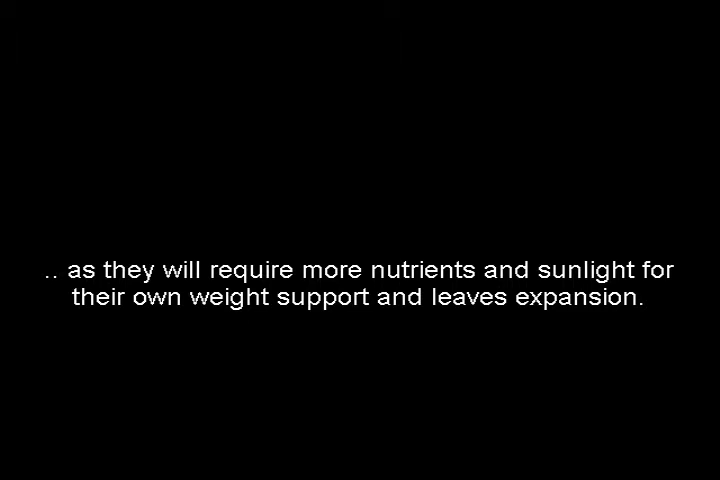 .. as they will require more nutrients and sunlight for
their own weight support and leaves expansion.